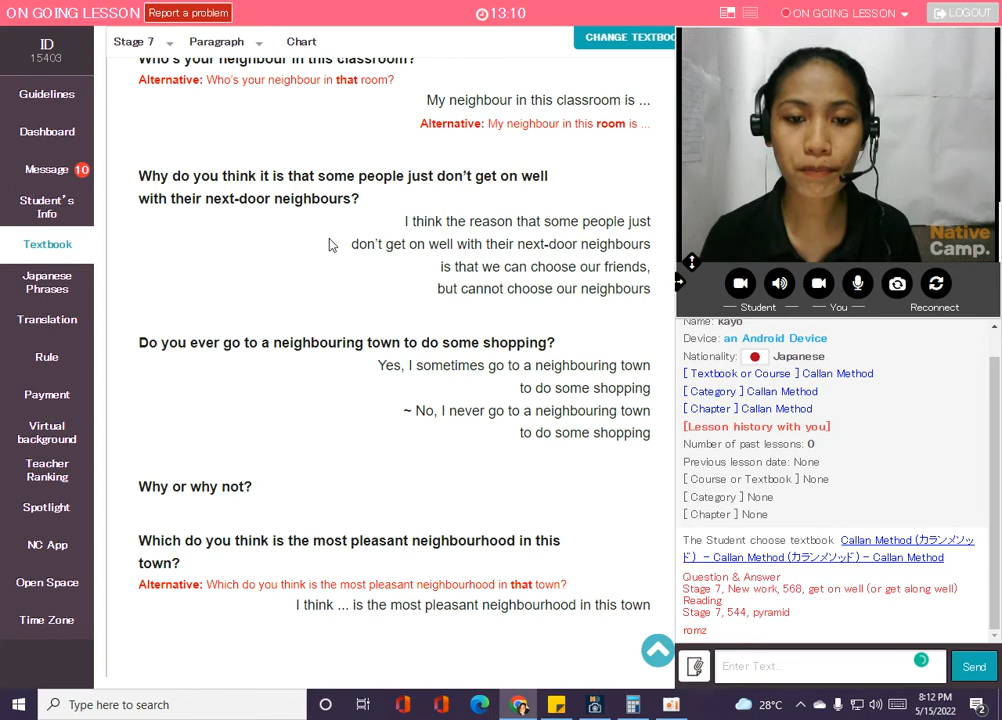 ON GOING LESSON Report a problem 13:10 ON GOING LESSON LOGOUT
ID
15403
Guidelines
Dashboard
Message 10
Student's
Info
Textbook
Japanese
Phrases
Translation
Rule
Payment
Virtual
background
Teacher
Ranking
Spotlight
NC App
Open Space
Time Zone
Stage 7 Paragraph Chart CHANGE TEXTBOO
Who's your neighbour in this classroom?
Alternative: Who's your neighbour in that room?
My neighbour in this classroom is ...
Alternative: My neighbour in this room is ...
Why do you think it is that some people just don't get on well
with their next-door neighbours?
I think the reason that some people just
don't get on well with their next-door neighbours
is that we can choose our friends,
but cannot choose our neighbours
Do you ever go to a neighbouring town to do some shopping?
Yes, I sometimes go to a neighbouring town
to do some shopping
~ No, I never go to a neighbouring town
to do some shopping
Why or why not?
Which do you think is the most pleasant neighbourhood in this
town?
Alternative: Which do you think is the most pleasant neighbourhood in that town?
I think ... is the most pleasant neighbourhood in this town
Native
Camp.
Student You Reconnect
Name: kayo
Device: an Android Device
Nationality: Japanese
[ Textbook or Course ] Callan Method
[ Category ] Callan Method
[ Chapter ] Callan Method
[Lesson history with you]
Number of past lessons: 0
Previous lesson date: None
[ Course or Textbook ] None
[ Category ] None
[ Chapter ] None
The Student choose textbook Callan Method (カランメソッ
ド) - Callan Method (カランメソッド) - Callan Method
Question & Answer
Stage 7, New work, 568, get on well (or get along well)
Reading
Stage 7, 544, pyramid
romz
Enter Text... Send
Type here to search 28°C 8:12 PM
5/15/2022 2